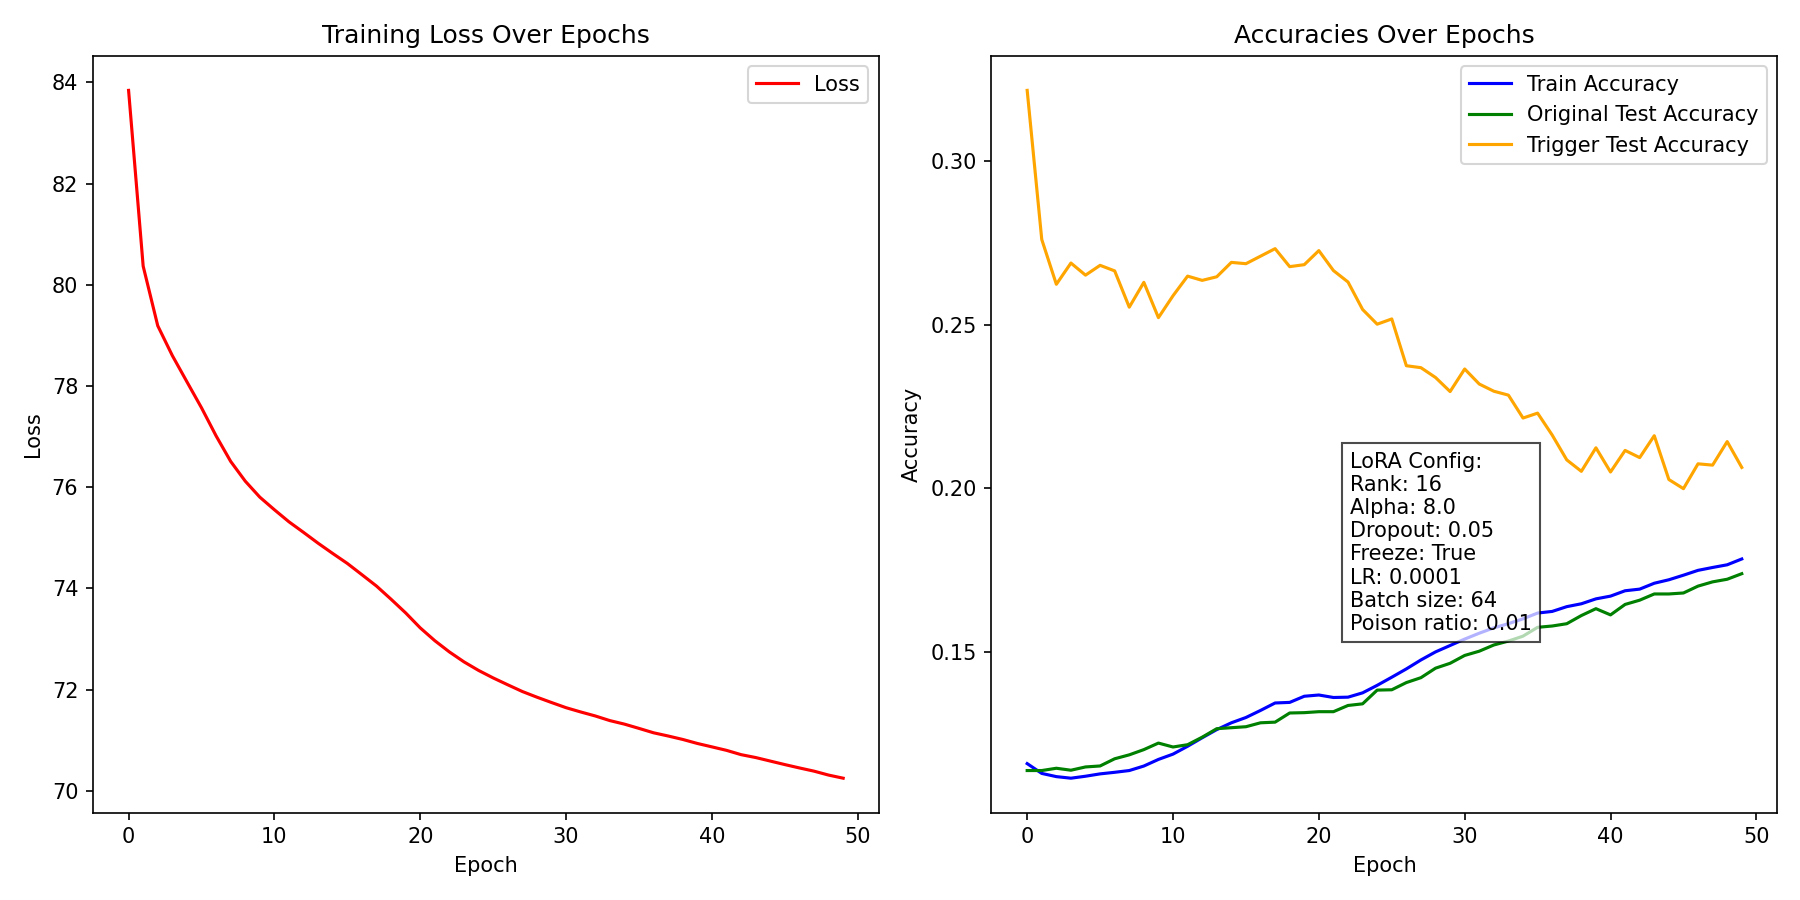 Training Loss Over Epochs
84
82
80
78
76
74
72
70
Loss
Loss
0
10
20
30
40
50
Epoch
Accuracies Over Epochs
0.30
0.25
0.20
0.15
Accuracy
Train Accuracy
Original Test Accuracy
Trigger Test Accuracy
LoRA Config:
Rank: 16
Alpha: 8.0
Dropout: 0.05
Freeze: True
LR: 0.0001
Batch size: 64
Poison ratio: 0.01
0
10
20
30
40
50
Epoch